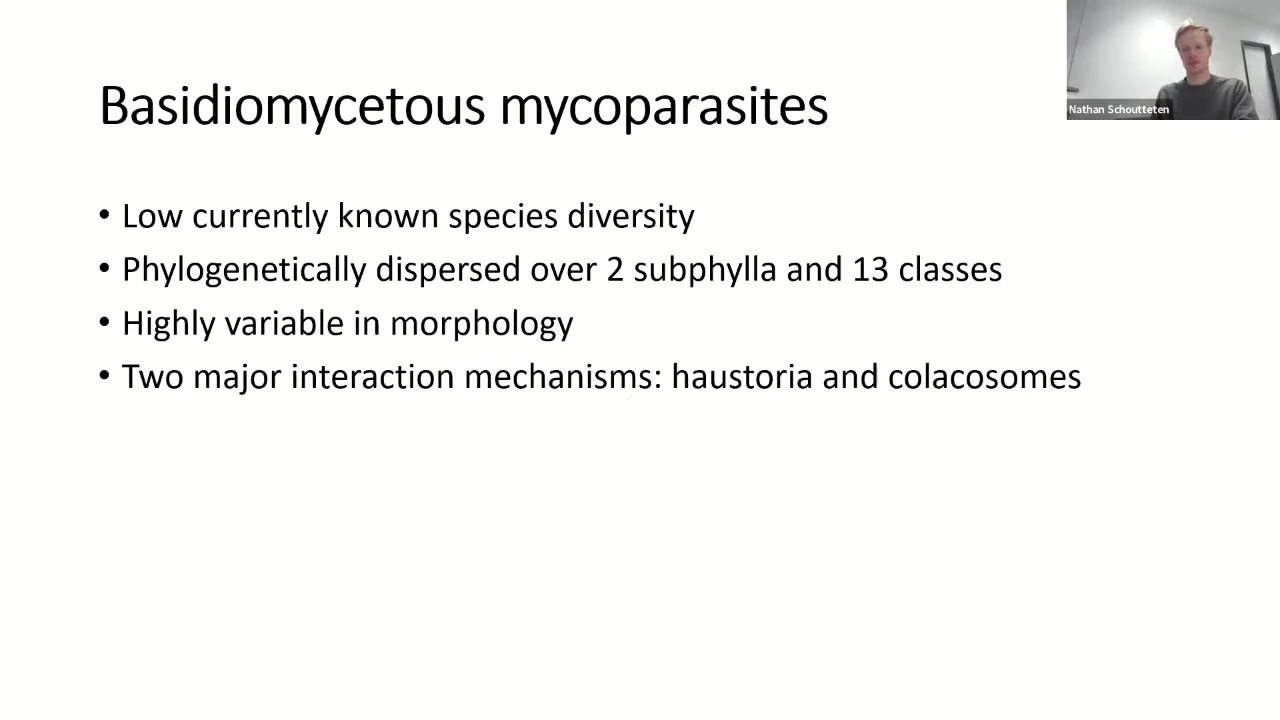 Basidiomycetous mycoparasites
Nathan Schoutteten
• Low currently known species diversity
• Phylogenetically dispersed over 2 subphylla and 13 classes
• Highly variable in morphology
• Two major interaction mechanisms: haustoria and colacosomes